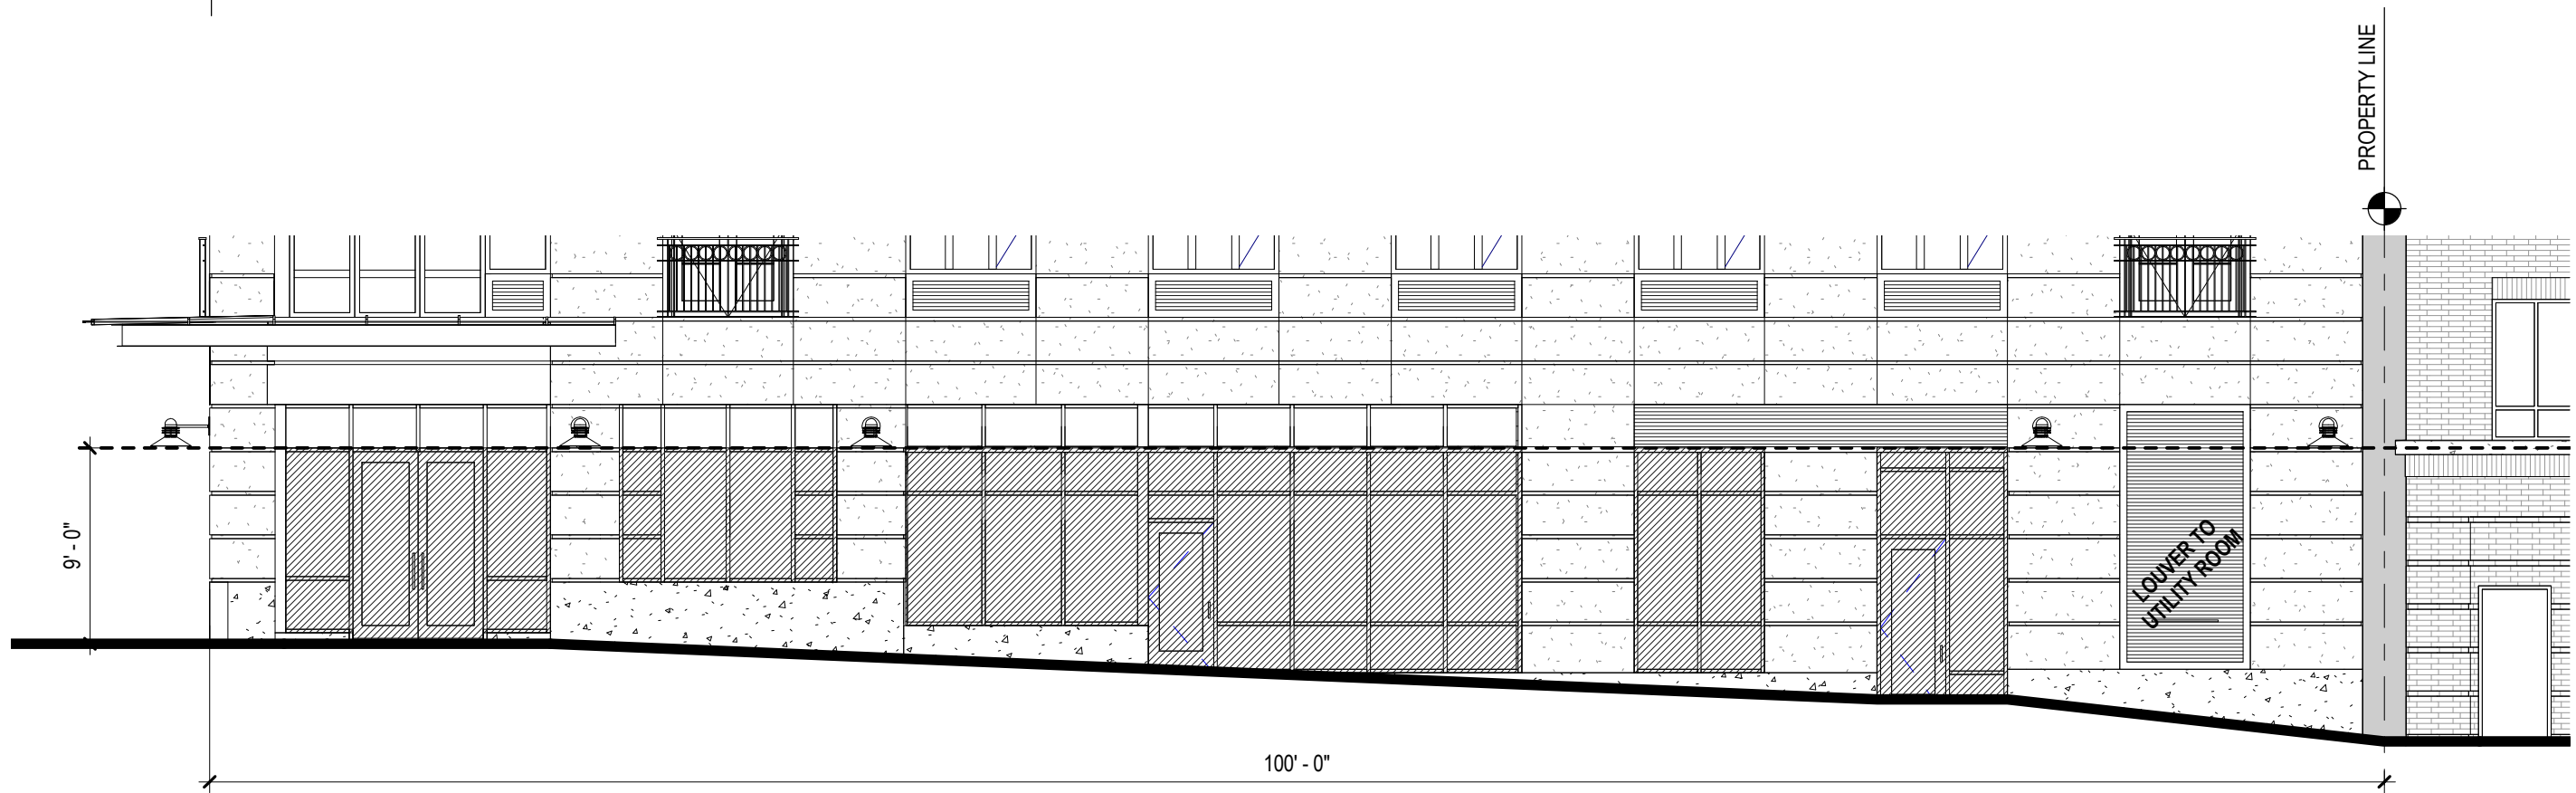 PROPERTY LINE
9' - 0"
LOUVER TO
UTILITY ROOM
100' - 0"